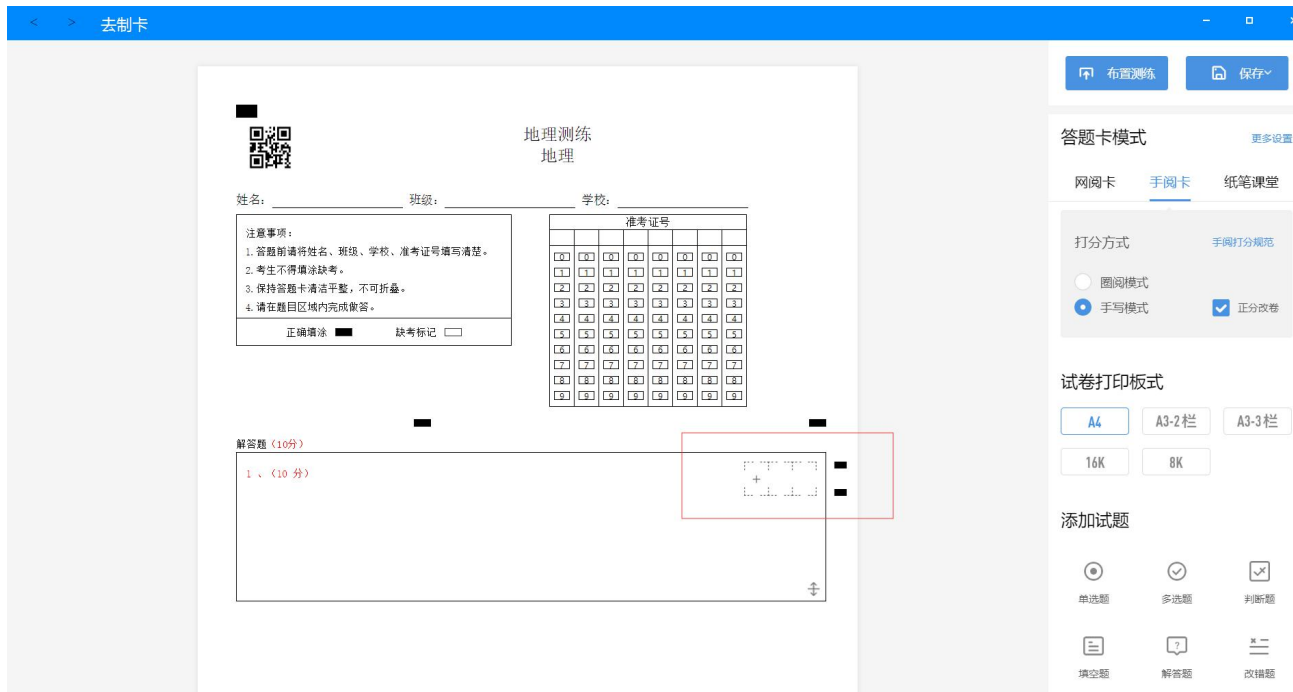 < > 去制卡
布置测练 保存
地理测练
地理
姓名： 班级： 学校：
注意事项：
1.答题前请将姓名、班级、学校、准考证号填写清楚。
2.考生不得填涂缺考。
3.保持答题卡清洁平整，不可折叠。
4.请在题目区域内完成做答。
正确填涂 缺考标记
准考证号
0 0 0 0 0 0 0 0
1 1 1 1 1 1 1 1
2 2 2 2 2 2 2 2
3 3 3 3 3 3 3 3
4 4 4 4 4 4 4 4
5 5 5 5 5 5 5 5
6 6 6 6 6 6 6 6
7 7 7 7 7 7 7 7
8 8 8 8 8 8 8 8
9 9 9 9 9 9 9 9
解答题（10分）
1 、（10 分）
+
答题卡模式 更多设置
网阅卡 手阅卡 纸笔课堂
打分方式 手阅打分规范
圈阅模式
手写模式 正分改卷
试卷打印板式
A4 A3-2栏 A3-3栏
16K 8K
添加试题
单选题 多选题 判断题
填空题 解答题 改错题